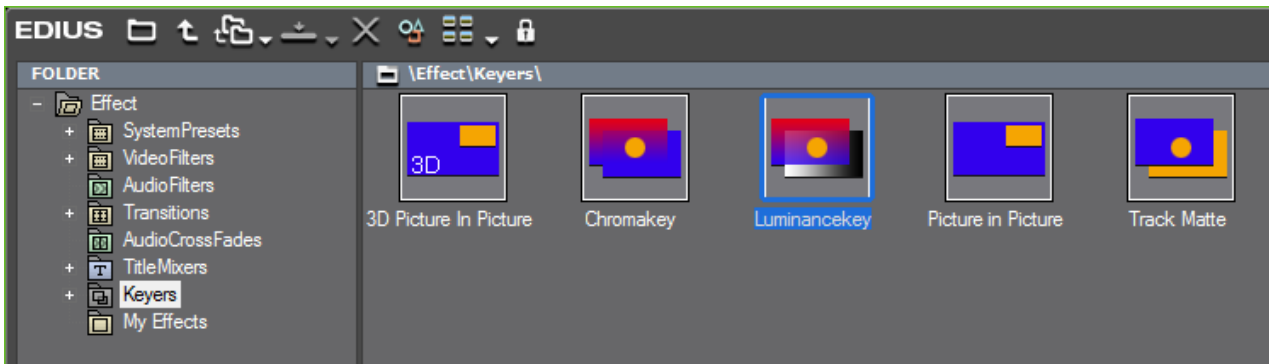 EDIUS
FOLDER
\Effect\Keyers\
Effect
SystemPresets
VideoFilters
AudioFilters
Transitions
AudioCrossFades
TitleMixers
Keyers
My Effects
3D
3D Picture In Picture
Chromakey
Luminancekey
Picture in Picture
Track Matte